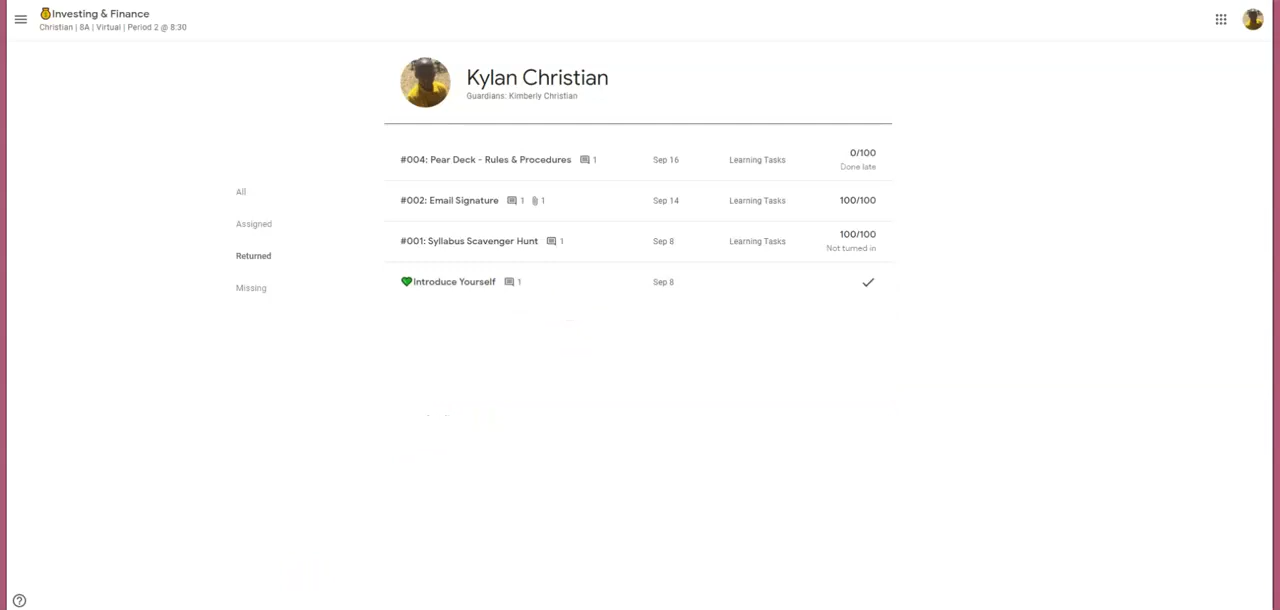 Investing & Finance
Christian | 8A | Virtual | Period 2 @ 8:30
Kylan Christian
Guardians: Kimberly Christian
#004: Pear Deck - Rules & Procedures 1 Sep 16 Learning Tasks 0/100
Done late
All
#002: Email Signature 1 1 Sep 14 Learning Tasks 100/100
Assigned
#001: Syllabus Scavenger Hunt 1 Sep 8 Learning Tasks 100/100
Not turned in
Returned
Introduce Yourself 1 Sep 8
Missing